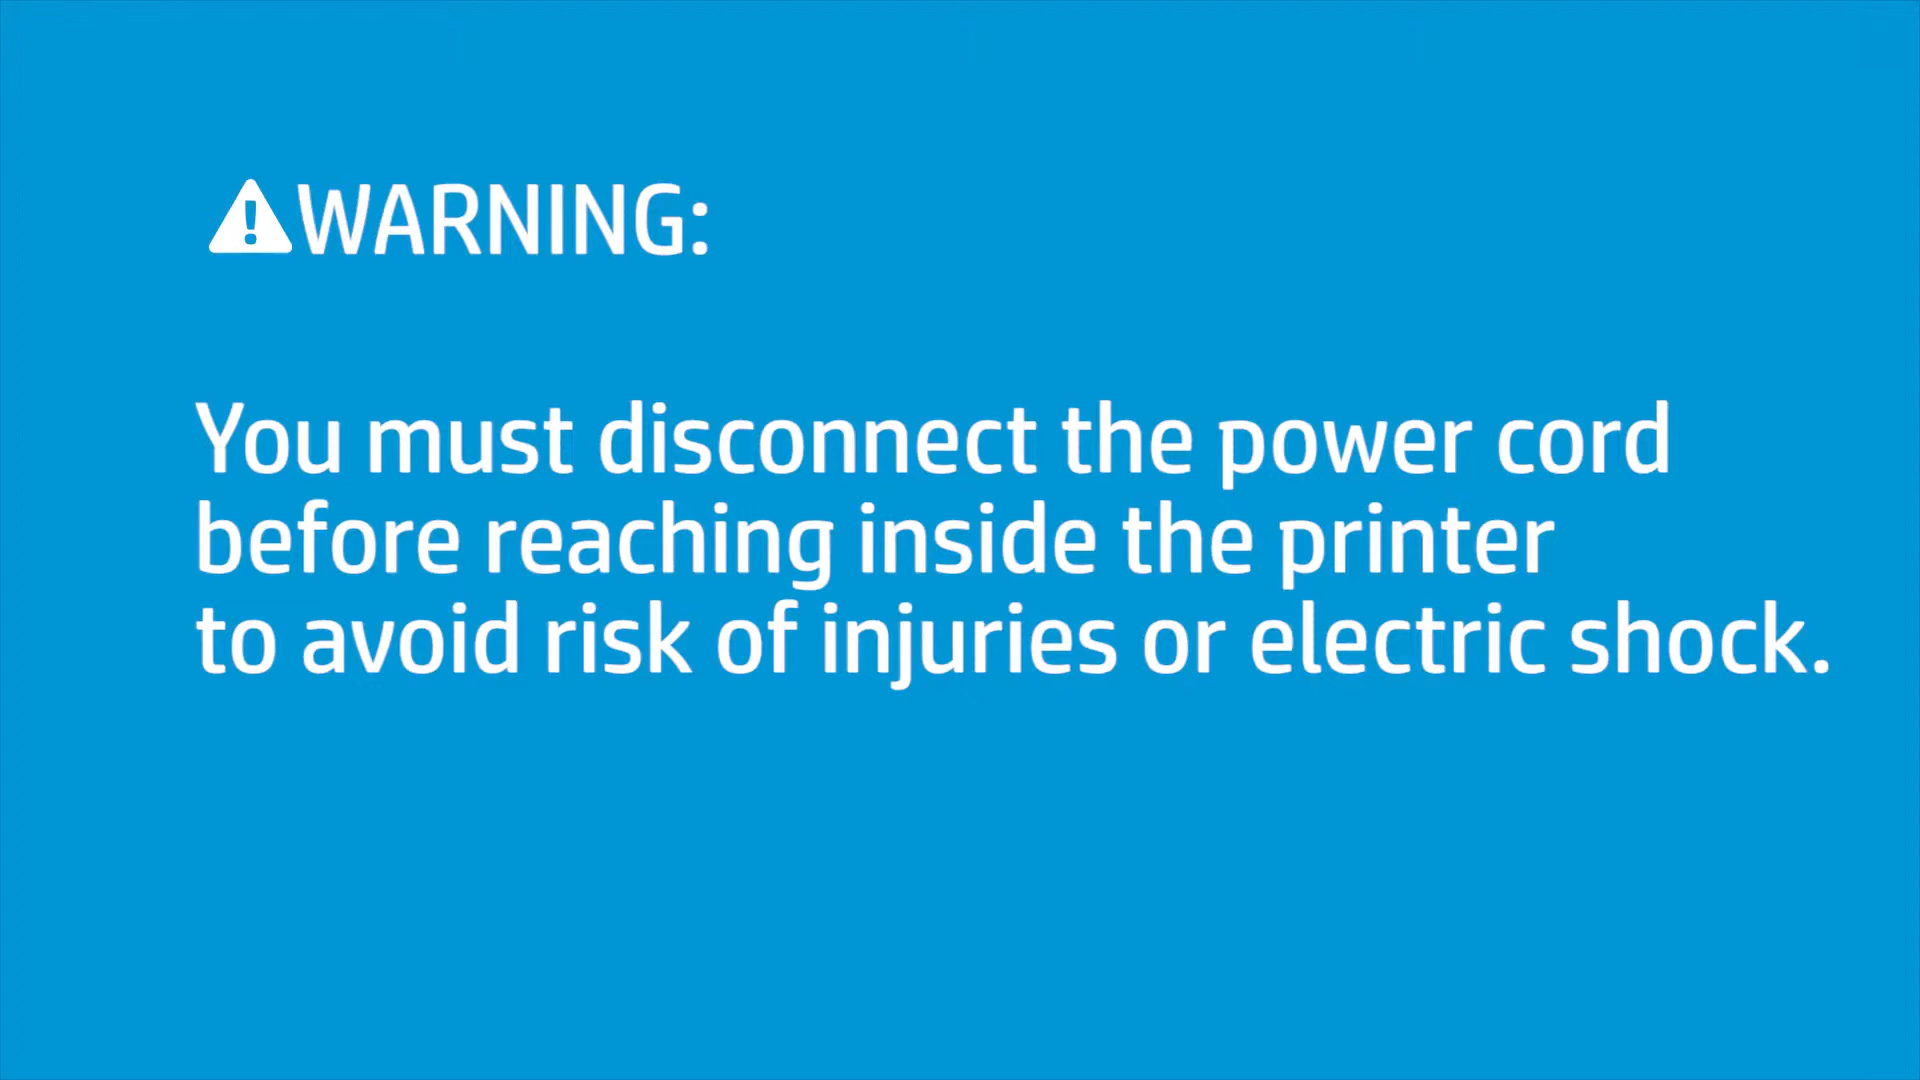 WARNING:
You must disconnect the power cord
before reaching inside the printer
to avoid risk of injuries or electric shock.